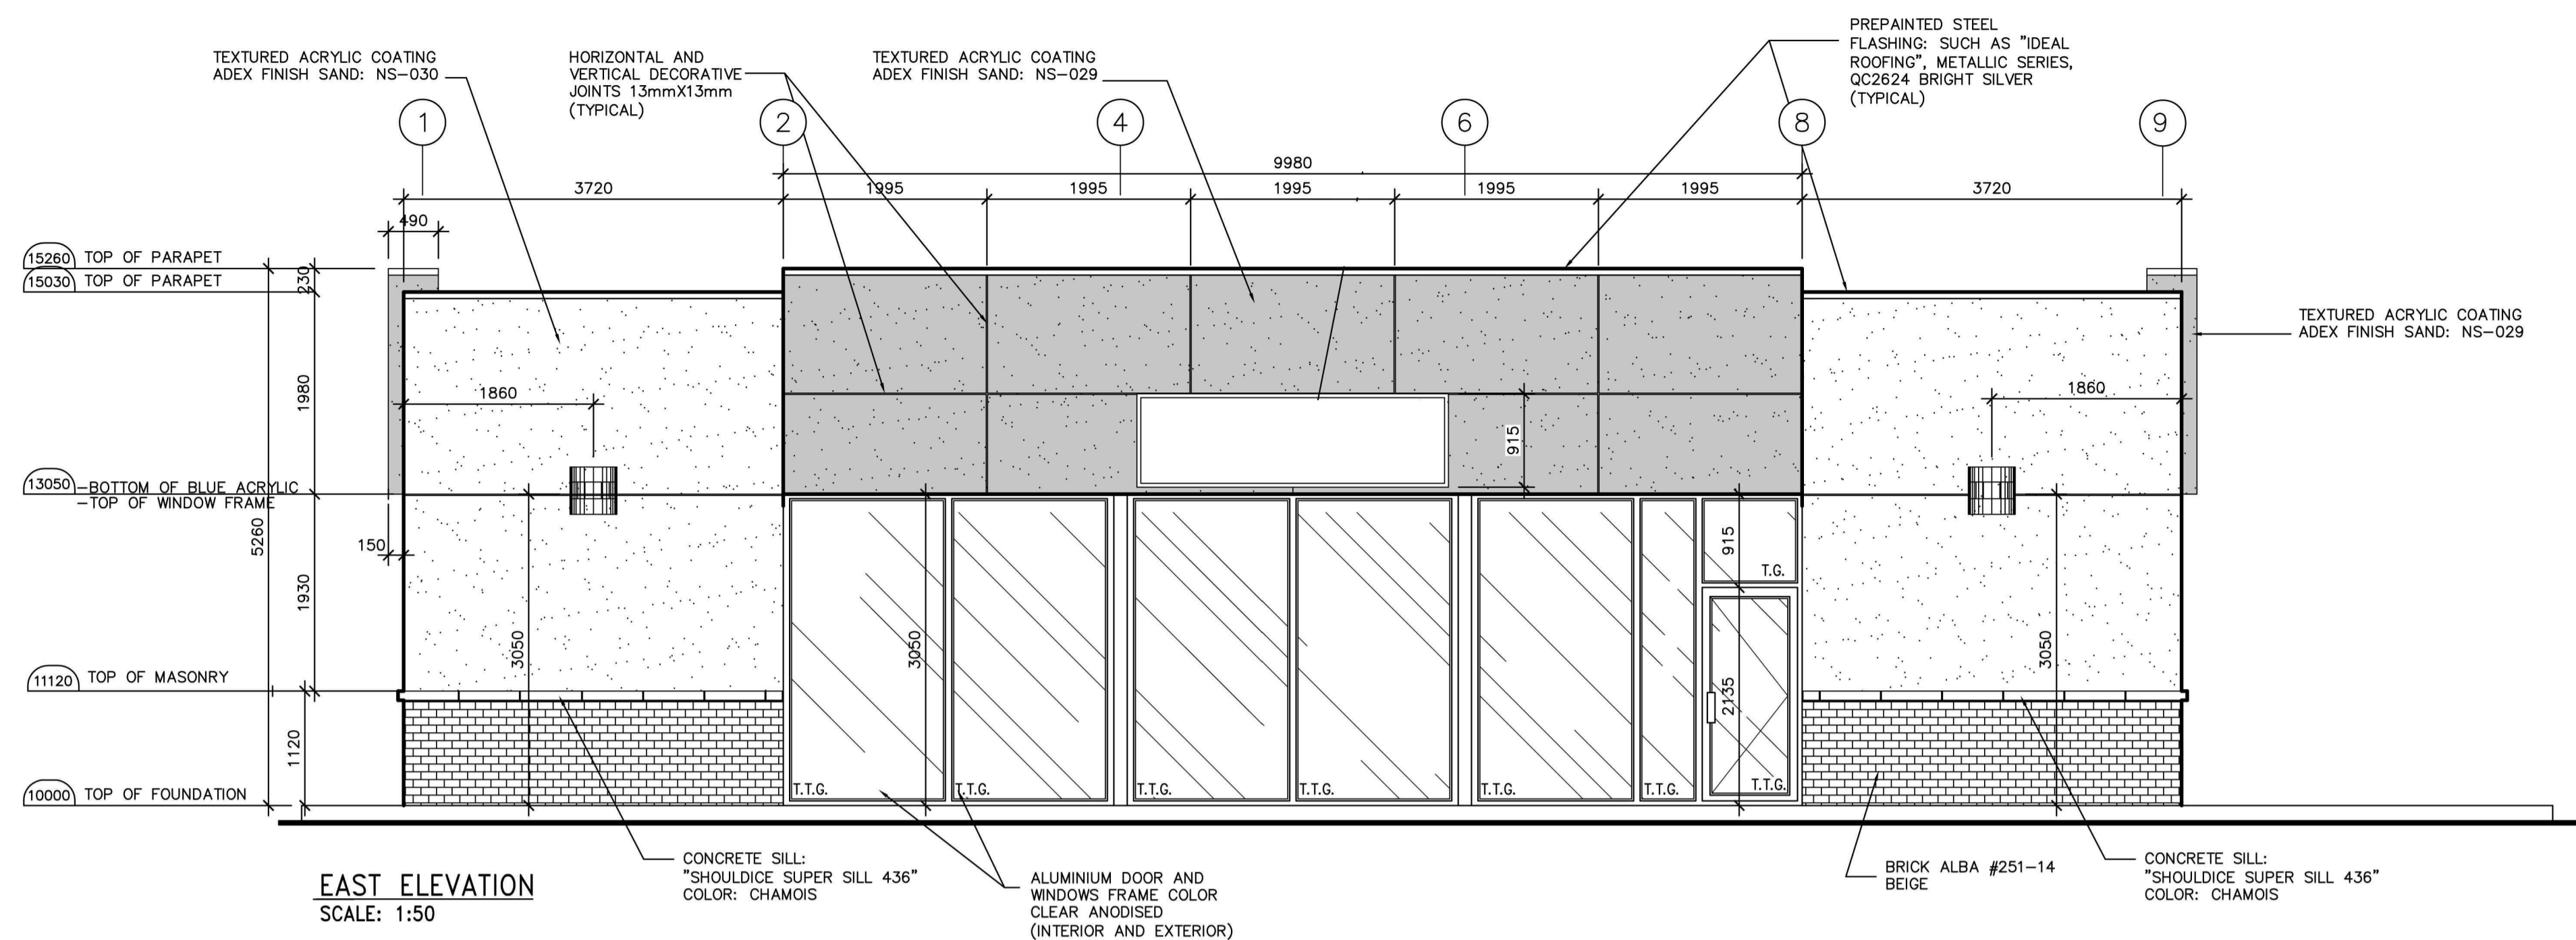 TEXTURED ACRYLIC COATING
ADEX FINISH SAND: NS-030
HORIZONTAL AND
VERTICAL DECORATIVE
JOINTS 13mmX13mm
(TYPICAL)
TEXTURED ACRYLIC COATING
ADEX FINISH SAND: NS-029
PREPAINTED STEEL
FLASHING: SUCH AS "IDEAL
ROOFING", METALLIC SERIES,
QC2624 BRIGHT SILVER
(TYPICAL)
1
2
4
6
8
9
9980
3720
1995
1995
1995
1995
1995
3720
490
15260 TOP OF PARAPET
15030 TOP OF PARAPET
230
TEXTURED ACRYLIC COATING
ADEX FINISH SAND: NS-029
1980
1860
1860
915
13050 -BOTTOM OF BLUE ACRYLIC
-TOP OF WINDOW FRAME
5260
150
915
T.G.
1930
3050
3050
3050
2135
11120 TOP OF MASONRY
1120
10000 TOP OF FOUNDATION
T.T.G.
T.T.G.
T.T.G.
T.T.G.
T.T.G.
T.T.G.
T.T.G.
EAST ELEVATION
SCALE: 1:50
CONCRETE SILL:
"SHOULDICE SUPER SILL 436"
COLOR: CHAMOIS
ALUMINIUM DOOR AND
WINDOWS FRAME COLOR
CLEAR ANODISED
(INTERIOR AND EXTERIOR)
BRICK ALBA #251-14
BEIGE
CONCRETE SILL:
"SHOULDICE SUPER SILL 436"
COLOR: CHAMOIS